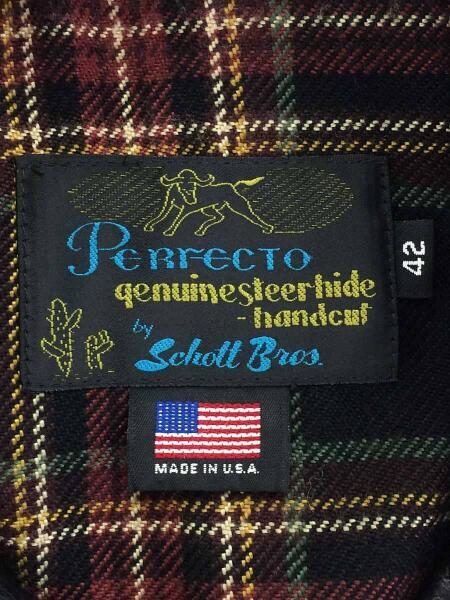 Perfecto
genuinesteerhide
-handcut
by
Schott Bros.
42
MADE IN U.S.A.